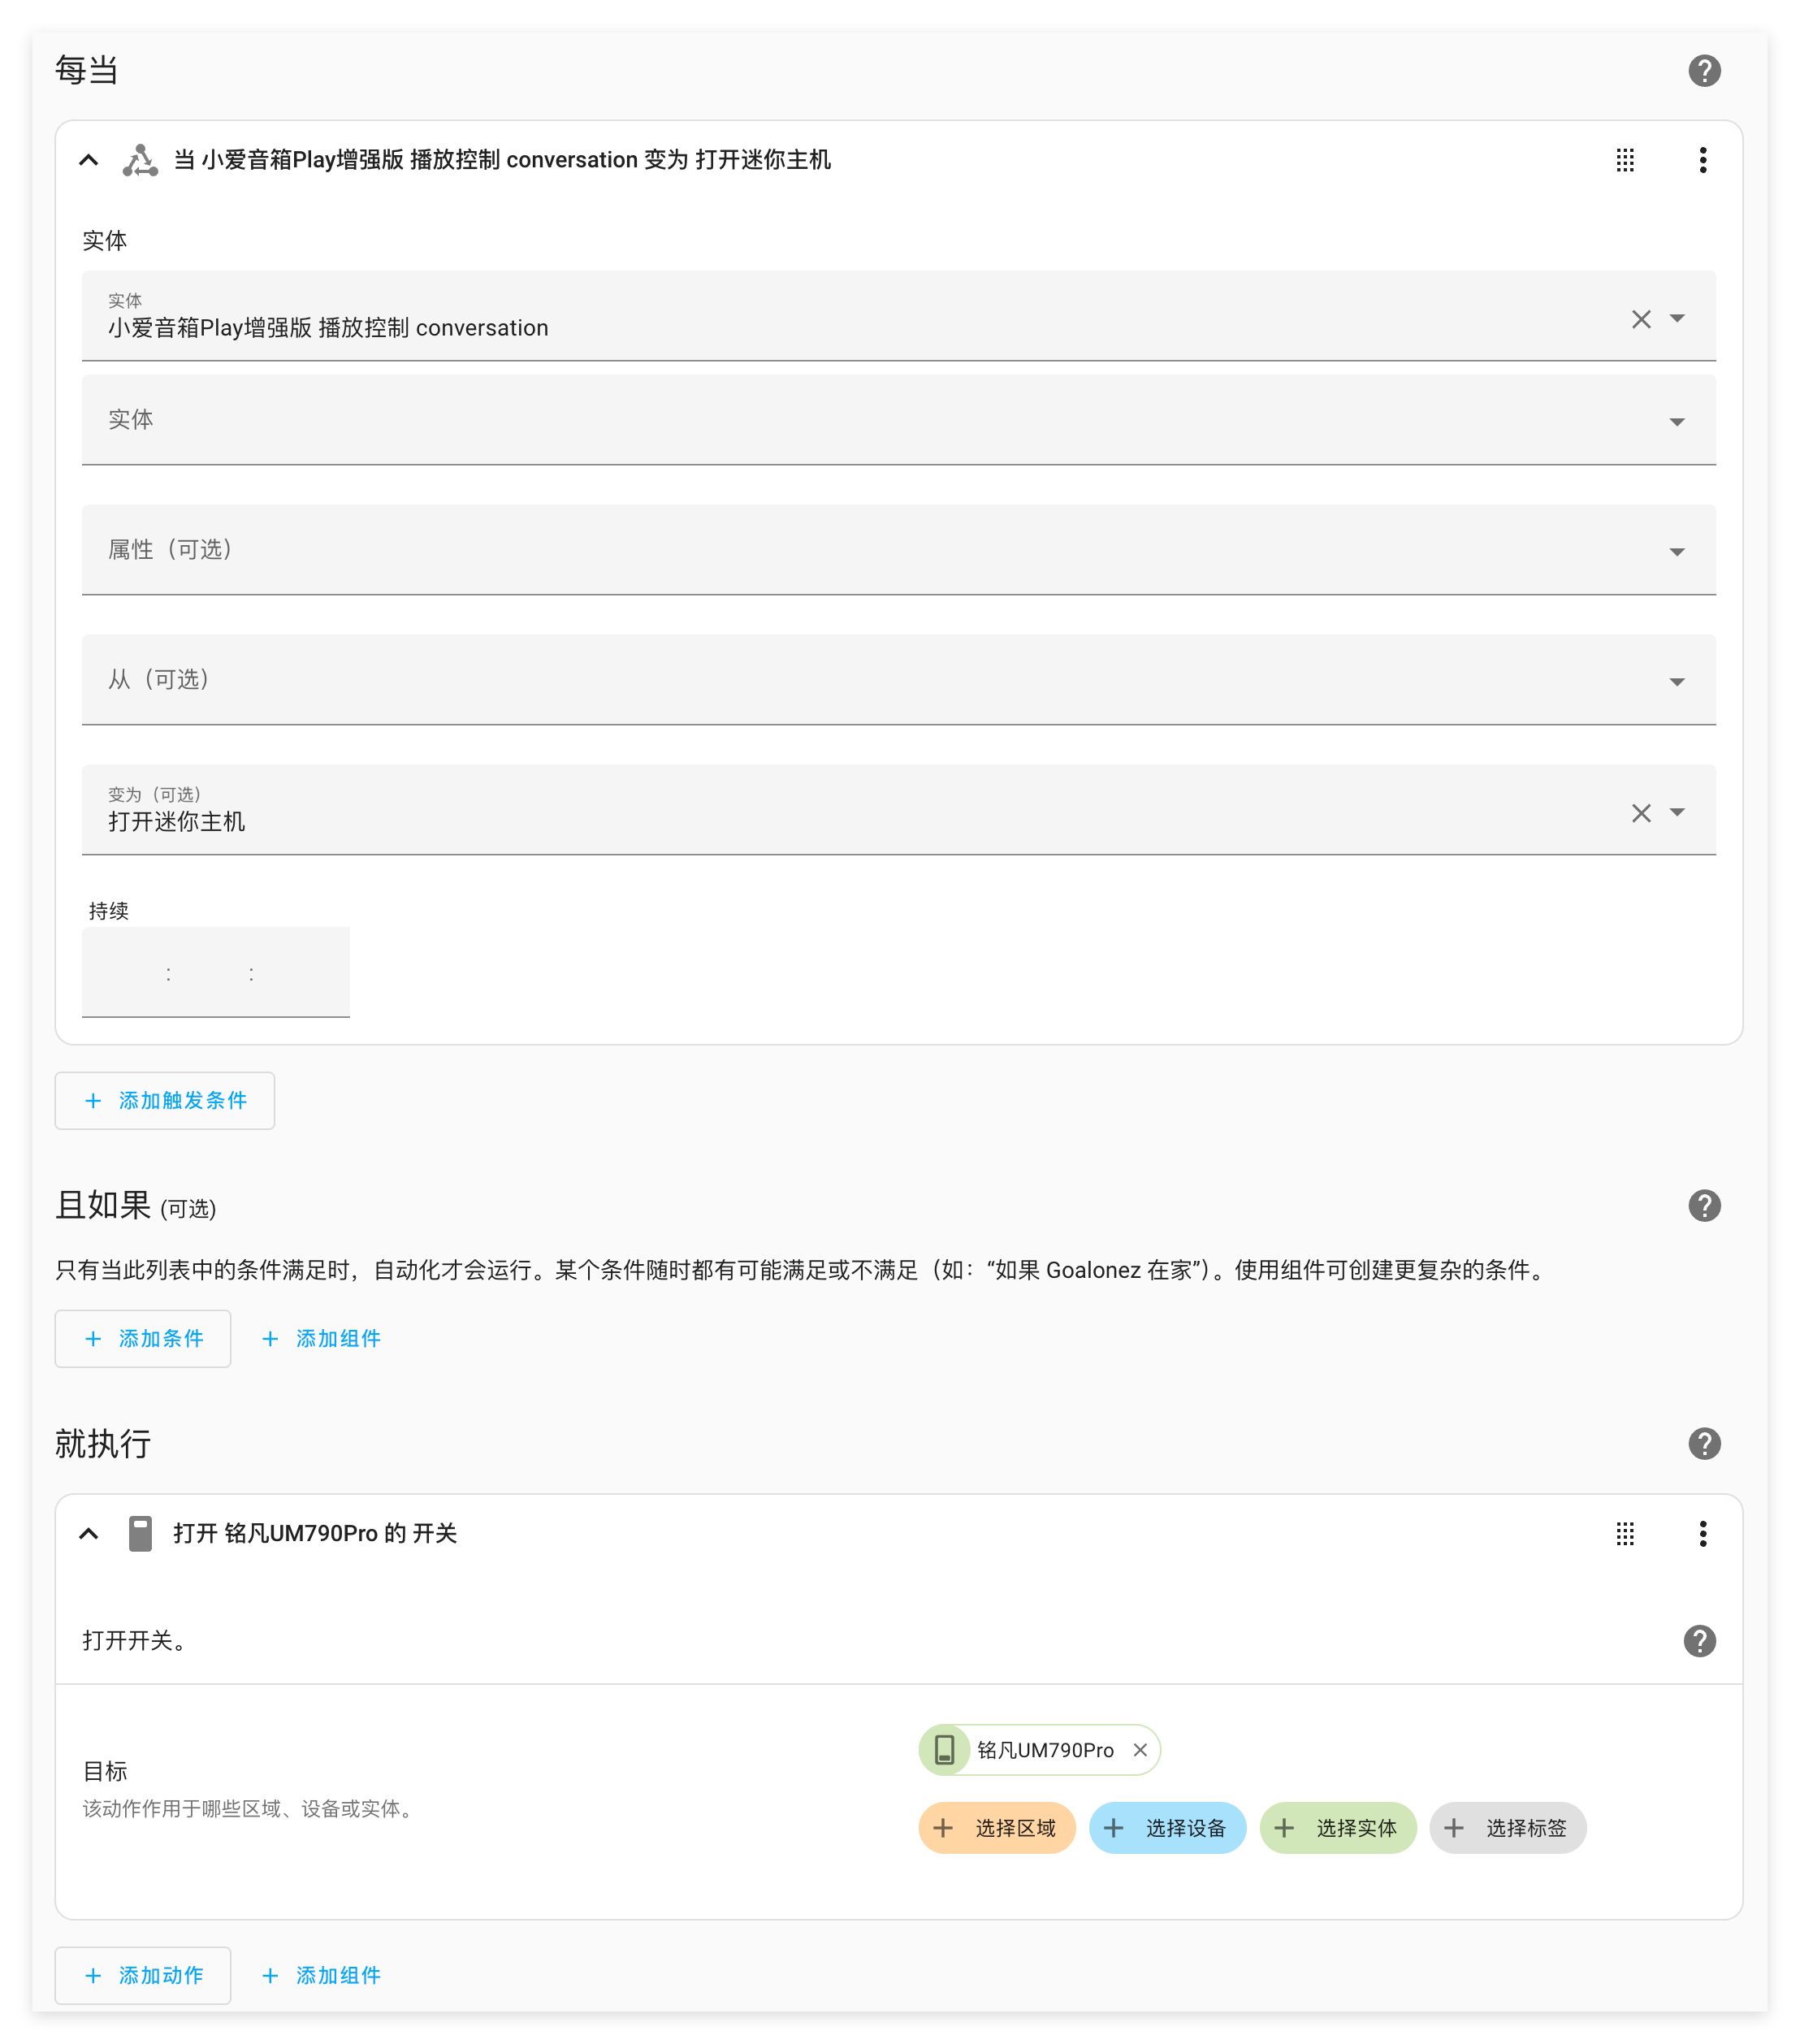 每当
当 小爱音箱Play增强版 播放控制 conversation 变为 打开迷你主机
实体
实体
小爱音箱Play增强版 播放控制 conversation
实体
属性（可选）
从（可选）
变为（可选）
打开迷你主机
持续
: :
+ 添加触发条件
且如果 (可选)
只有当此列表中的条件满足时，自动化才会运行。某个条件随时都有可能满足或不满足（如：“如果 Goalonez 在家”）。使用组件可创建更复杂的条件。
+ 添加条件 + 添加组件
就执行
打开 铭凡UM790Pro 的 开关
打开开关。
铭凡UM790Pro
目标
该动作作用于哪些区域、设备或实体。
+ 选择区域 + 选择设备 + 选择实体 + 选择标签
+ 添加动作 + 添加组件